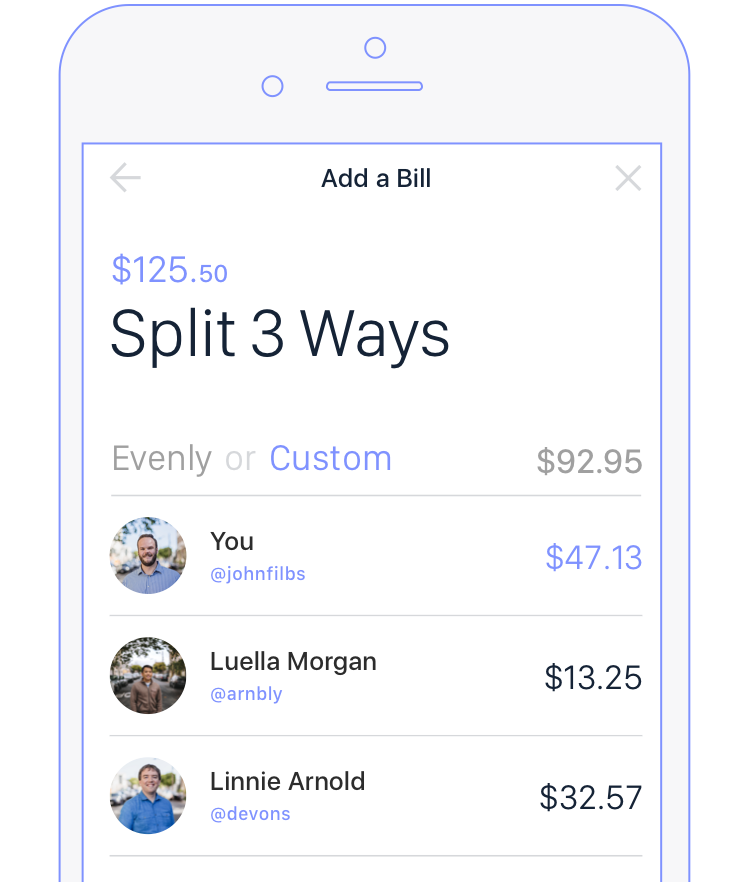 Add a Bill
$125.50
Split 3 Ways
Evenly or Custom $92.95
You
@johnfilbs
$47.13
Luella Morgan
@arnbly
$13.25
Linnie Arnold
@devons
$32.57